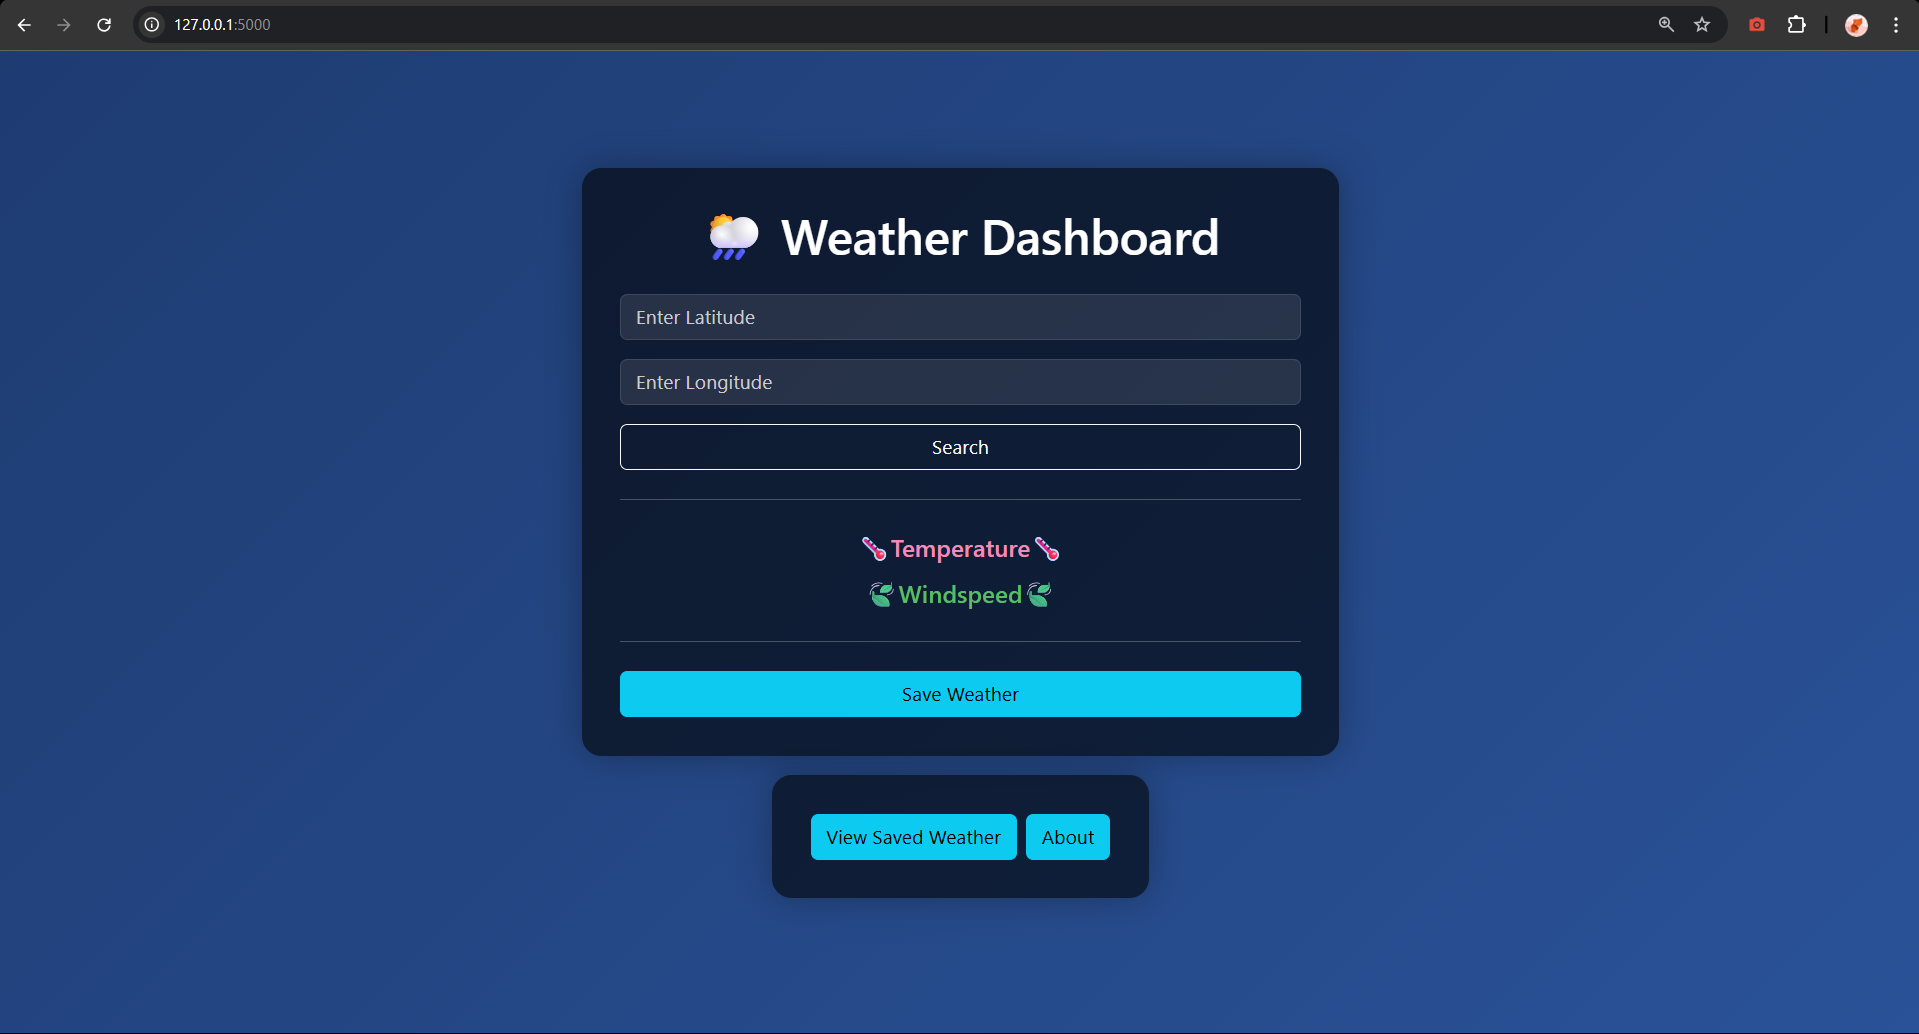 127.0.0.1:5000
Weather Dashboard
Enter Latitude
Enter Longitude
Search
Temperature
Windspeed
Save Weather
View Saved Weather
About